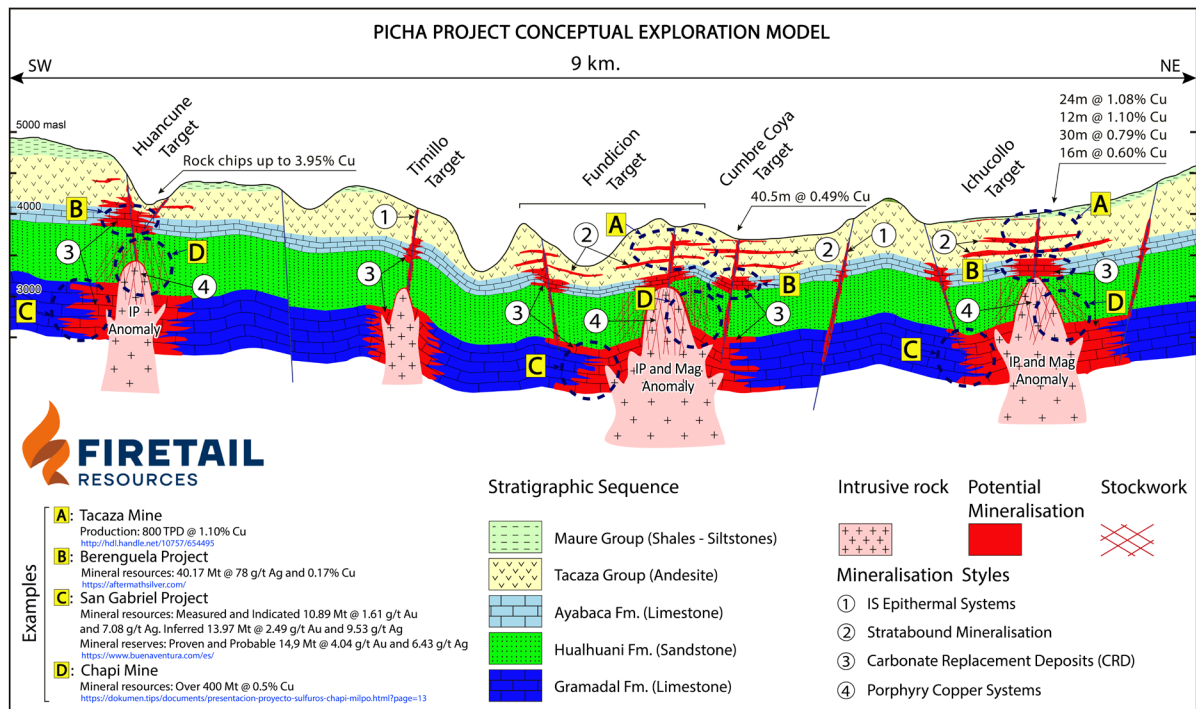 PICHA PROJECT CONCEPTUAL EXPLORATION MODEL
SW
9 km.
NE
5000 masl
4000
3000
Huancune
Target
Rock chips up to 3.95% Cu
Timillo
Target
Fundicion
Target
Cumbre Coya
Target
40.5m @ 0.49% Cu
Ichucollo
Target
24m @ 1.08% Cu
12m @ 1.10% Cu
30m @ 0.79% Cu
16m @ 0.60% Cu
B
3
D
4
C
IP
Anomaly
1
3
A
2
2
1
3
D
4
B
3
C
IP and Mag
Anomaly
A
2
B
3
D
4
C
IP and Mag
Anomaly
FIRETAIL
RESOURCES
Examples
A: Tacaza Mine
Production: 800 TPD @ 1.10% Cu
http://hdl.handle.net/10757/654495
B: Berenguela Project
Mineral resources: 40.17 Mt @ 78 g/t Ag and 0.17% Cu
https://aftermathsilver.com/
C: San Gabriel Project
Mineral resources: Measured and Indicated 10.89 Mt @ 1.61 g/t Au
and 7.08 g/t Ag. Inferred 13.97 Mt @ 2.49 g/t Au and 9.53 g/t Ag
Mineral reserves: Proven and Probable 14,9 Mt @ 4.04 g/t Au and 6.43 g/t Ag
https://www.buenaventura.com/es/
D: Chapi Mine
Mineral resources: Over 400 Mt @ 0.5% Cu
https://dokumen.tips/documents/presentacion-proyecto-sulfuros-chapi-milpo.html?page=13
Stratigraphic Sequence
Maure Group (Shales - Siltstones)
Tacaza Group (Andesite)
Ayabaca Fm. (Limestone)
Hualhuani Fm. (Sandstone)
Gramadal Fm. (Limestone)
Intrusive rock
Potential
Mineralisation
Stockwork
Mineralisation Styles
1 IS Epithermal Systems
2 Stratabound Mineralisation
3 Carbonate Replacement Deposits (CRD)
4 Porphyry Copper Systems